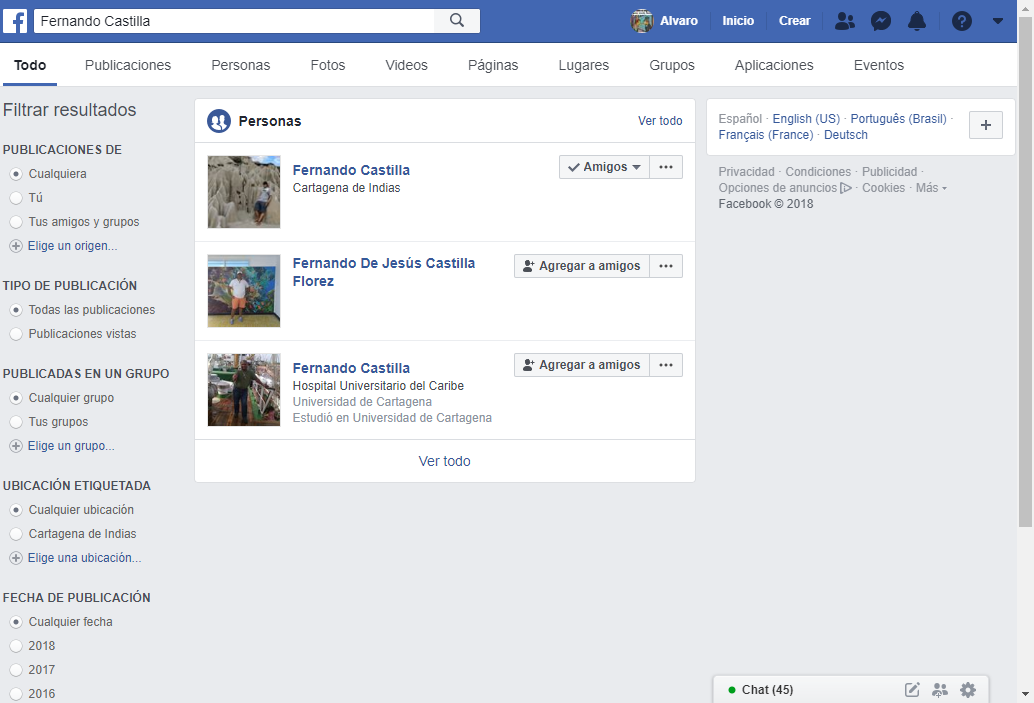 Fernando Castilla
Alvaro
Inicio
Crear
Todo
Publicaciones
Personas
Fotos
Videos
Páginas
Lugares
Grupos
Aplicaciones
Eventos
Filtrar resultados
PUBLICACIONES DE
Cualquiera
Tú
Tus amigos y grupos
Elige un origen...
TIPO DE PUBLICACIÓN
Todas las publicaciones
Publicaciones vistas
PUBLICADAS EN UN GRUPO
Cualquier grupo
Tus grupos
Elige un grupo...
UBICACIÓN ETIQUETADA
Cualquier ubicación
Cartagena de Indias
Elige una ubicación...
FECHA DE PUBLICACIÓN
Cualquier fecha
2018
2017
2016
Personas
Ver todo
Fernando Castilla
Cartagena de Indias
Amigos
Fernando De Jesús Castilla
Florez
Agregar a amigos
Fernando Castilla
Hospital Universitario del Caribe
Universidad de Cartagena
Estudió en Universidad de Cartagena
Agregar a amigos
Ver todo
Español · English (US) · Português (Brasil) ·
Français (France) · Deutsch
Privacidad · Condiciones · Publicidad ·
Opciones de anuncios · Cookies · Más
Facebook © 2018
Chat (45)